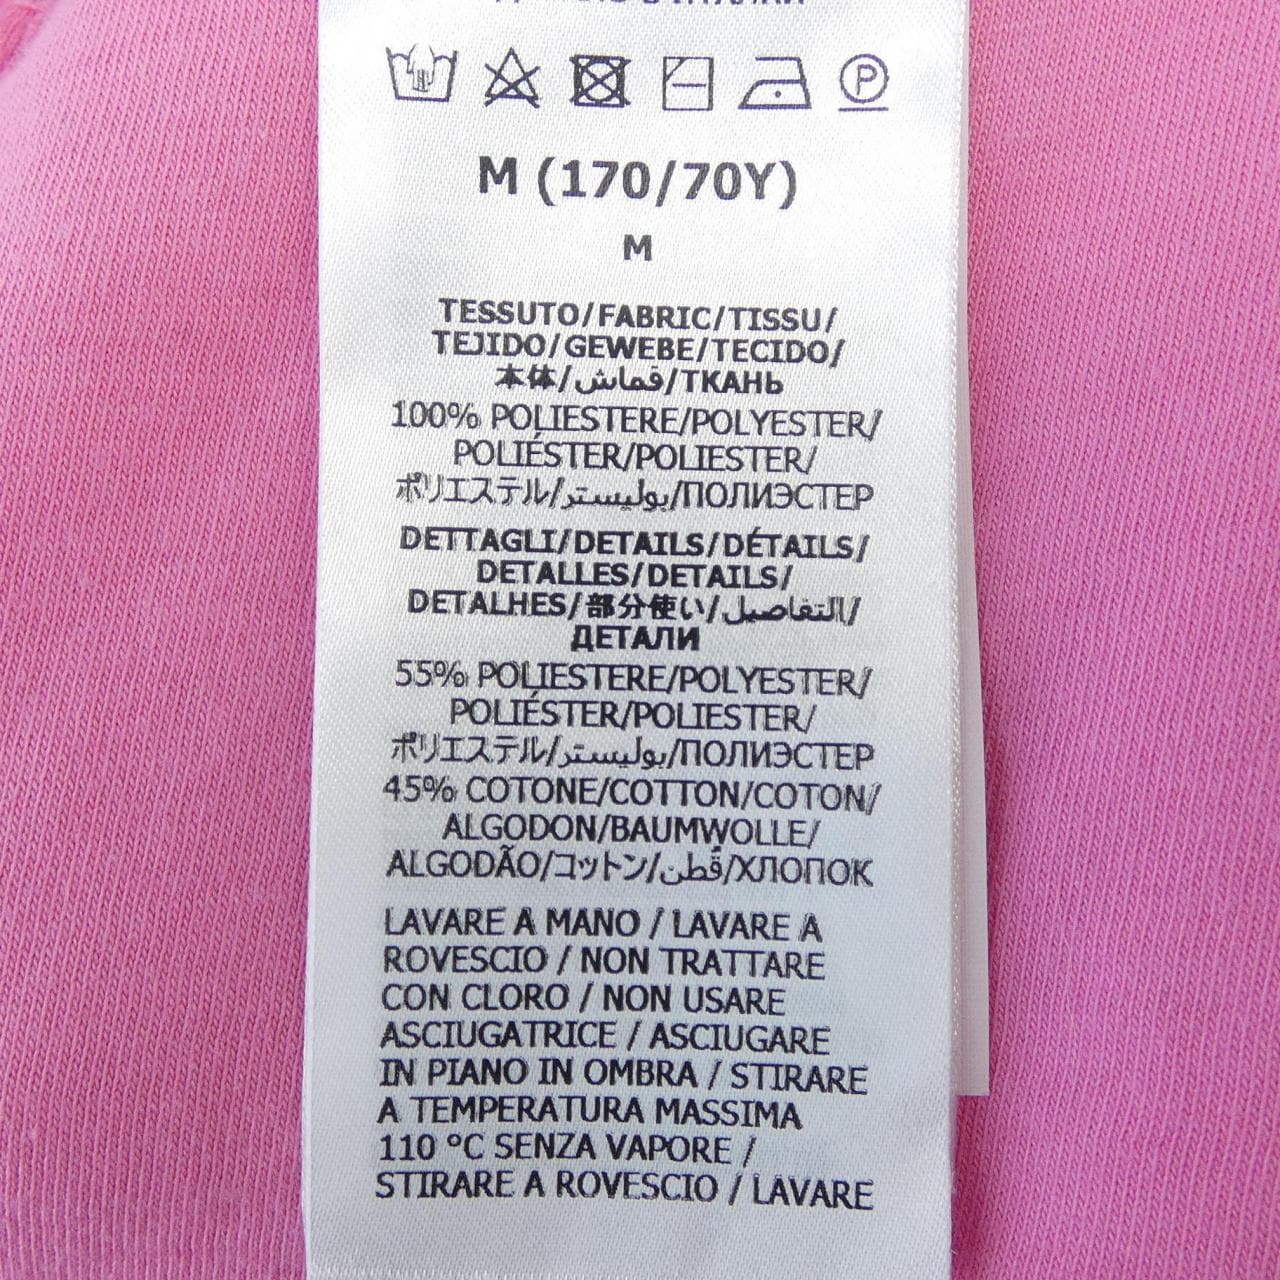 M (170/70Y)
M
TESSUTO/FABRIC/TISSU/
TEJIDO/GEWEBE/TECIDO/
本体/قماش/ТКАНЬ
100% POLIESTERE/POLYESTER/
POLIÉSTER/POLIESTER/
ポリエステル/بوليستر/ПОЛИЭСТЕР
DETTAGLI/DETAILS/DÉTAILS/
DETALLES/DETAILS/
DETALHES/部分使い/التفاصيل/
ДЕТАЛИ
55% POLIESTERE/POLYESTER/
POLIÉSTER/POLIESTER/
ポリエステル/بوليستر/ПОЛИЭСТЕР
45% COTONE/COTTON/COTON/
ALGODON/BAUMWOLLE/
ALGODÃO/コットン/قُطن/ХЛОПОК
LAVARE A MANO / LAVARE A
ROVESCIO / NON TRATTARE
CON CLORO / NON USARE
ASCIUGATRICE / ASCIUGARE
IN PIANO IN OMBRA / STIRARE
A TEMPERATURA MASSIMA
110 °C SENZA VAPORE /
STIRARE A ROVESCIO / LAVARE